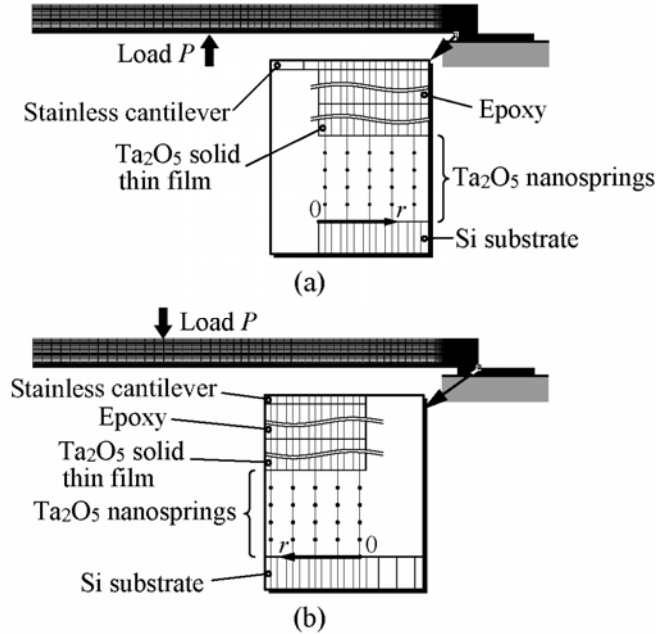 Load P
Stainless cantilever
Epoxy
Ta2O5 solid
thin film
Ta2O5 nanosprings
0
r
Si substrate
(a)
Load P
Stainless cantilever
Epoxy
Ta2O5 solid
thin film
Ta2O5 nanosprings
r
0
Si substrate
(b)